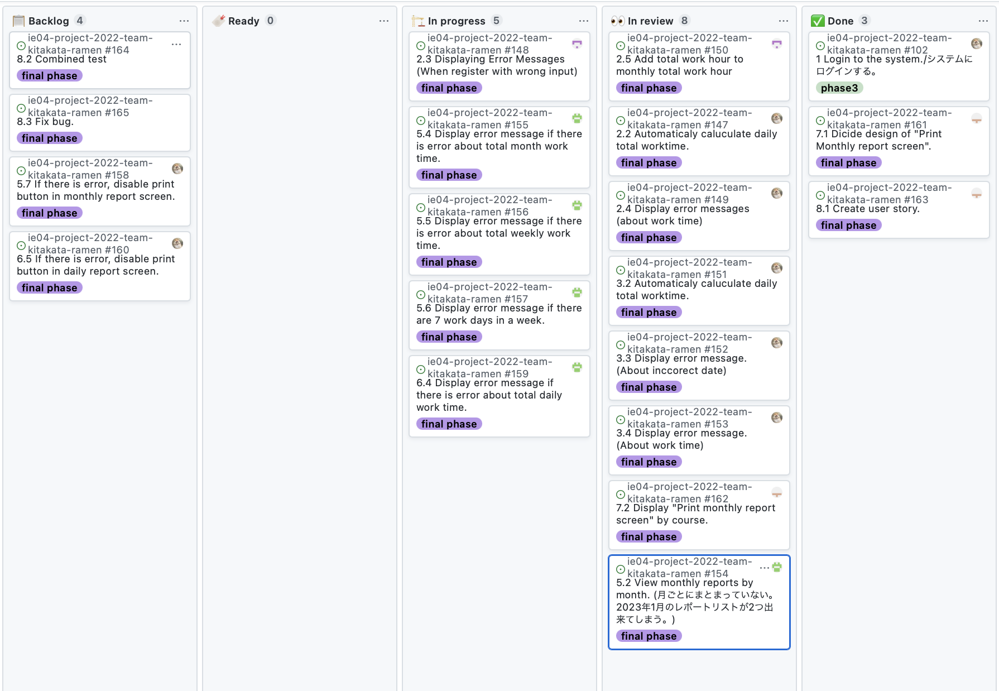 Backlog 4
ie04-project-2022-team-
kitakata-ramen #164
8.2 Combined test
final phase
ie04-project-2022-team-
kitakata-ramen #165
8.3 Fix bug.
final phase
ie04-project-2022-team-
kitakata-ramen #158
5.7 If there is error, disable print
button in monthly report screen.
final phase
ie04-project-2022-team-
kitakata-ramen #160
6.5 If there is error, disable print
button in daily report screen.
final phase
Ready 0
In progress 5
ie04-project-2022-team-
kitakata-ramen #148
2.3 Displaying Error Messages
(When register with wrong input)
final phase
ie04-project-2022-team-
kitakata-ramen #155
5.4 Display error message if there
is error about total month work
time.
final phase
ie04-project-2022-team-
kitakata-ramen #156
5.5 Display error message if there
is error about total weekly work
time.
final phase
ie04-project-2022-team-
kitakata-ramen #157
5.6 Display error message if there
are 7 work days in a week.
final phase
ie04-project-2022-team-
kitakata-ramen #159
6.4 Display error message if
there is error about total daily
work time.
final phase
In review 8
ie04-project-2022-team-
kitakata-ramen #150
2.5 Add total work hour to
monthly total work hour
final phase
ie04-project-2022-team-
kitakata-ramen #147
2.2 Automaticaly caluculate daily
total worktime.
final phase
ie04-project-2022-team-
kitakata-ramen #149
2.4 Display error messages
(about work time)
final phase
ie04-project-2022-team-
kitakata-ramen #151
3.2 Automaticaly caluculate daily
total worktime.
final phase
ie04-project-2022-team-
kitakata-ramen #152
3.3 Display error message.
(About inccorect date)
final phase
ie04-project-2022-team-
kitakata-ramen #153
3.4 Display error message.
(About work time)
final phase
ie04-project-2022-team-
kitakata-ramen #162
7.2 Display "Print monthly report
screen" by course.
final phase
ie04-project-2022-team-
kitakata-ramen #154
5.2 View monthly reports by
month. (月ごとにまとまっていない。
2023年1月のレポートリストが2つ出
来てしまう。)
final phase
Done 3
ie04-project-2022-team-
kitakata-ramen #102
1 Login to the system./システムに
ログインする。
phase3
ie04-project-2022-team-
kitakata-ramen #161
7.1 Dicide design of "Print
Monthly report screen".
final phase
ie04-project-2022-team-
kitakata-ramen #163
8.1 Create user story.
final phase